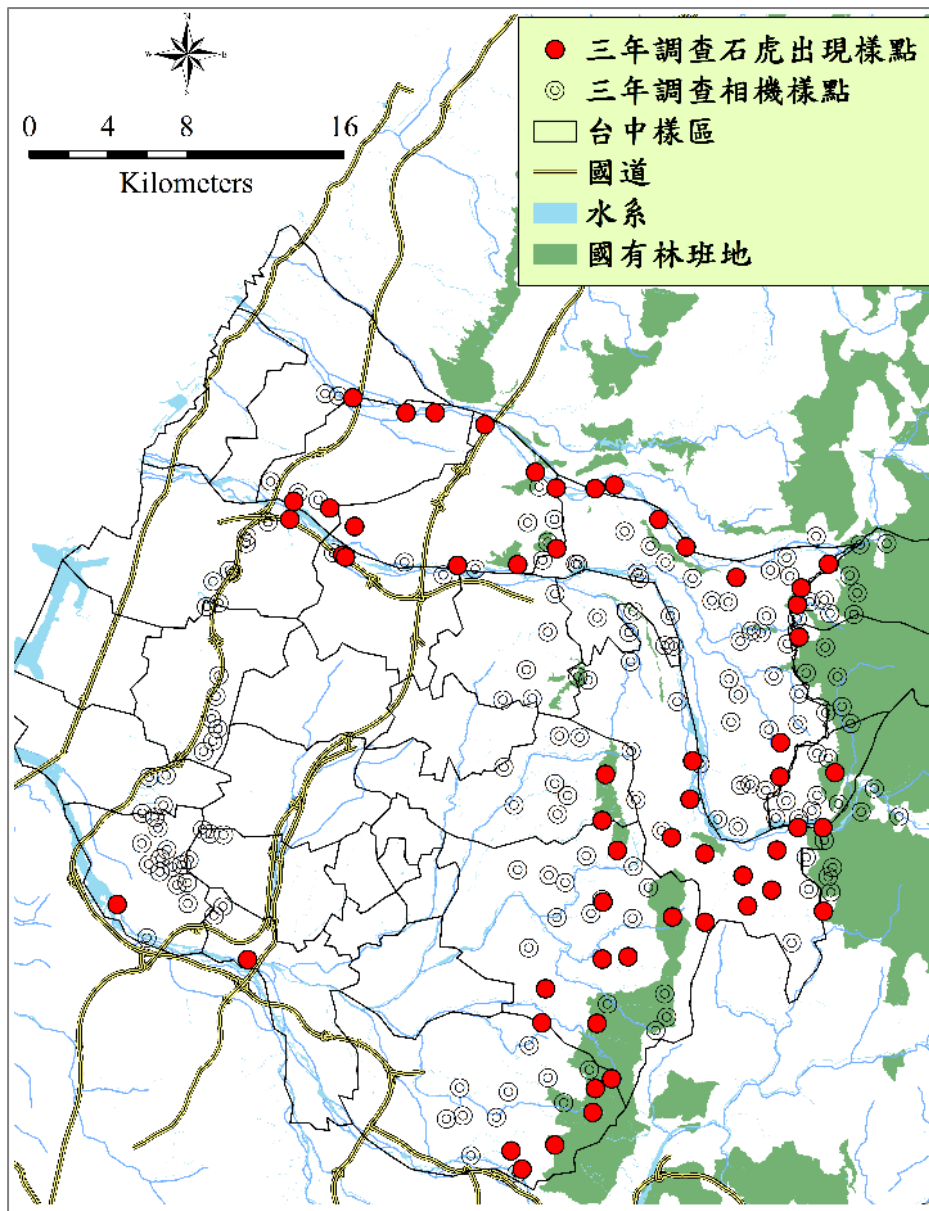 N
W
E
S
0 4 8 16
Kilometers
三年調查石虎出現樣點
三年調查相機樣點
台中樣區
國道
水系
國有林班地